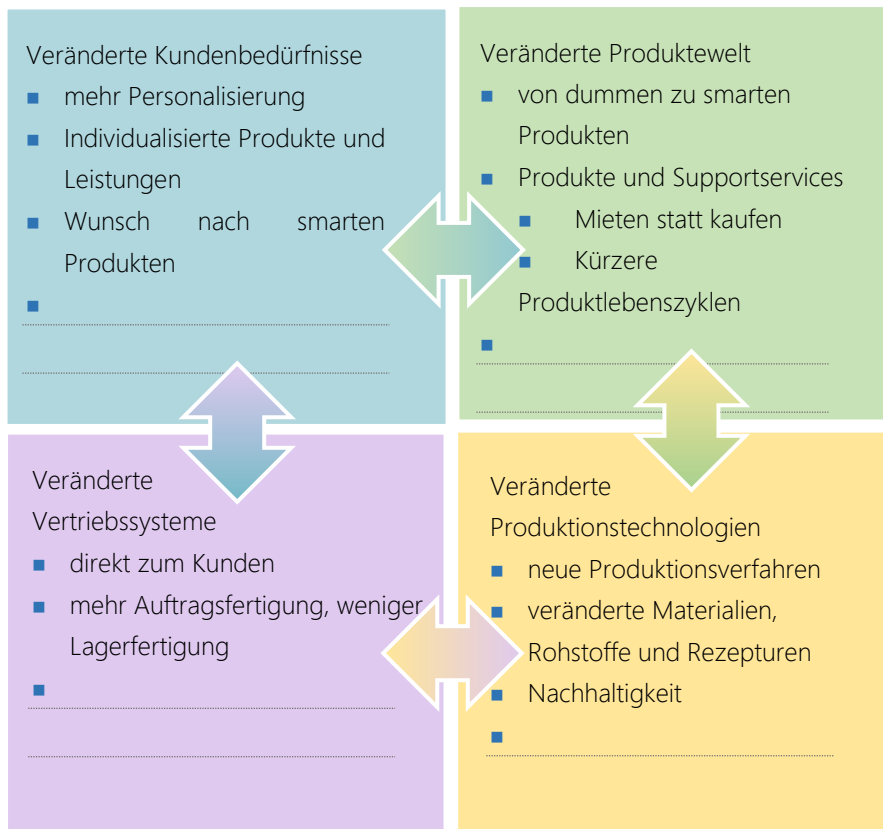 Veränderte Kundenbedürfnisse
mehr Personalisierung
Individualisierte Produkte und
Leistungen
Wunsch nach smarten
Produkten
Veränderte Produktewelt
von dummen zu smarten
Produkten
Produkte und Supportservices
Mieten statt kaufen
Kürzere
Produktlebenszyklen
Veränderte
Vertriebssysteme
direkt zum Kunden
mehr Auftragsfertigung, weniger
Lagerfertigung
Veränderte
Produktionstechnologien
neue Produktionsverfahren
veränderte Materialien,
Rohstoffe und Rezepturen
Nachhaltigkeit